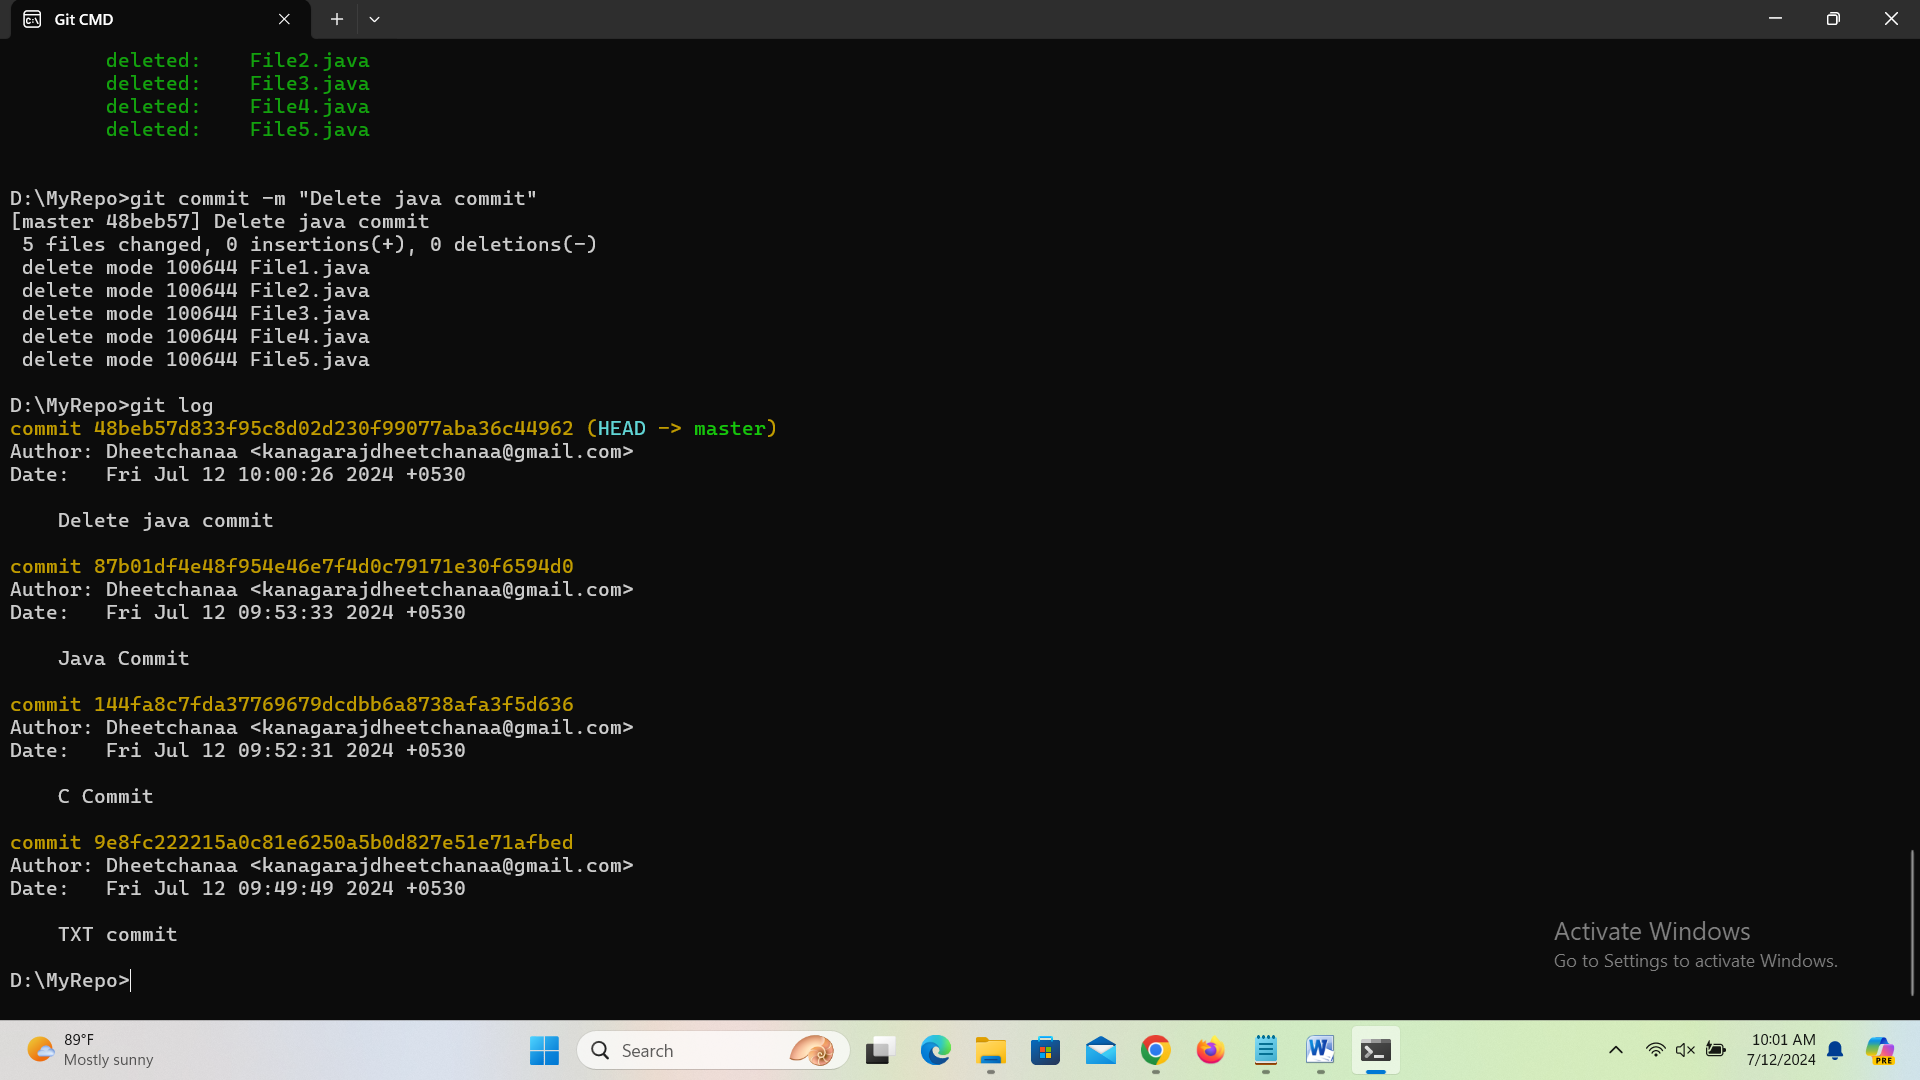 Git CMD
        deleted:    File2.java
        deleted:    File3.java
        deleted:    File4.java
        deleted:    File5.java
D:\MyRepo>git commit -m "Delete java commit"
[master 48beb57] Delete java commit
 5 files changed, 0 insertions(+), 0 deletions(-)
 delete mode 100644 File1.java
 delete mode 100644 File2.java
 delete mode 100644 File3.java
 delete mode 100644 File4.java
 delete mode 100644 File5.java
D:\MyRepo>git log
commit 48beb57d833f95c8d02d230f99077aba36c44962 (HEAD -> master)
Author: Dheetchanaa <kanagarajdheetchanaa@gmail.com>
Date:   Fri Jul 12 10:00:26 2024 +0530
    Delete java commit
commit 87b01df4e48f954e46e7f4d0c79171e30f6594d0
Author: Dheetchanaa <kanagarajdheetchanaa@gmail.com>
Date:   Fri Jul 12 09:53:33 2024 +0530
    Java Commit
commit 144fa8c7fda37769679dcdbb6a8738afa3f5d636
Author: Dheetchanaa <kanagarajdheetchanaa@gmail.com>
Date:   Fri Jul 12 09:52:31 2024 +0530
    C Commit
commit 9e8fc222215a0c81e6250a5b0d827e51e71afbed
Author: Dheetchanaa <kanagarajdheetchanaa@gmail.com>
Date:   Fri Jul 12 09:49:49 2024 +0530
    TXT commit
D:\MyRepo>
Activate Windows
Go to Settings to activate Windows.
89°F
Mostly sunny
Search
10:01 AM
7/12/2024
PRE